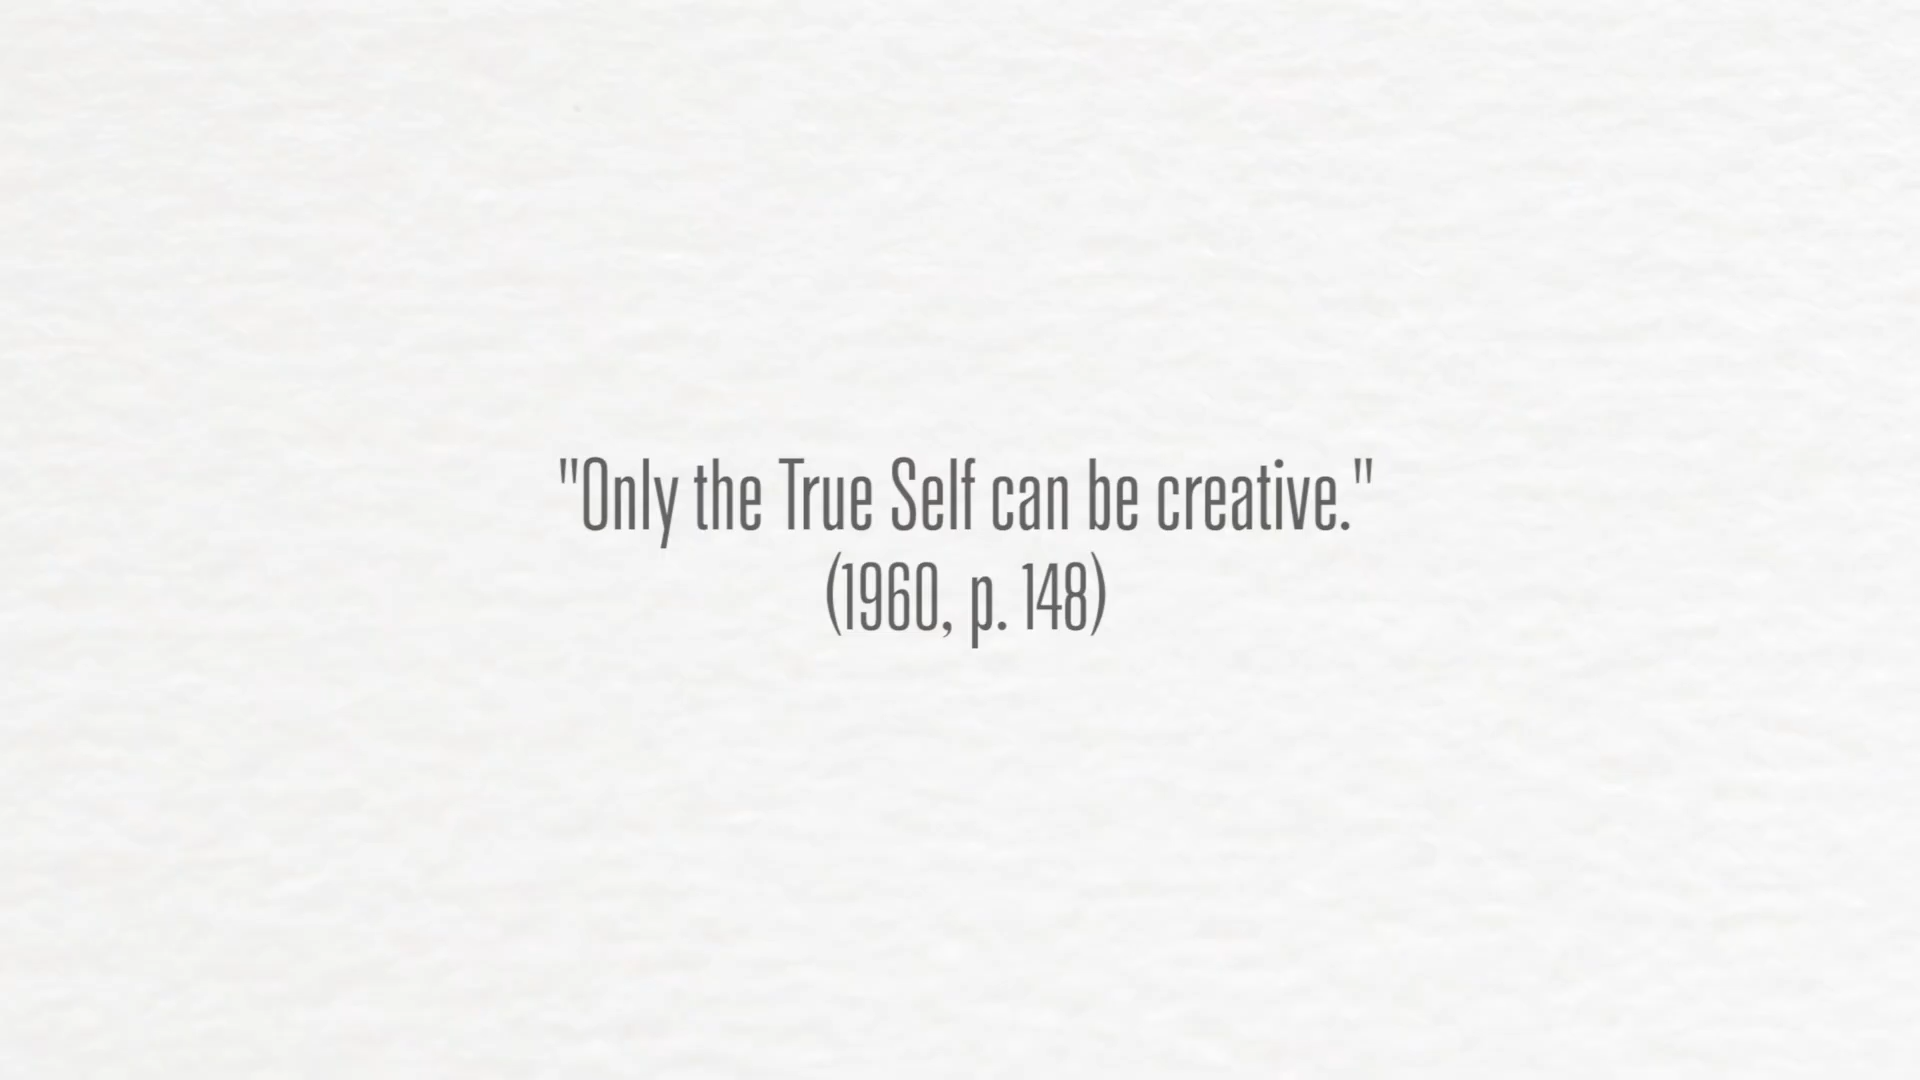 "Only the True Self can be creative."
(1960, p. 148)